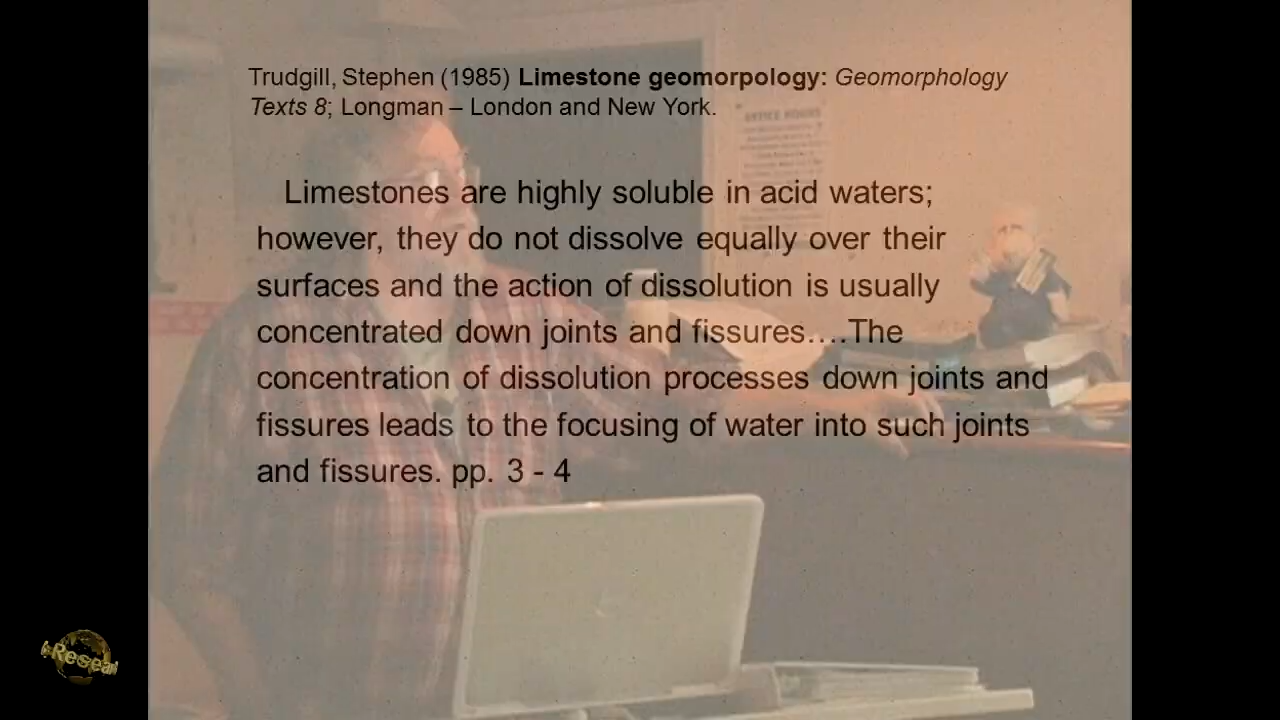 Trudgill, Stephen (1985) Limestone geomorpology: Geomorphology
Texts 8; Longman – London and New York.
Limestones are highly soluble in acid waters;
however, they do not dissolve equally over their
surfaces and the action of dissolution is usually
concentrated down joints and fissures….The
concentration of dissolution processes down joints and
fissures leads to the focusing of water into such joints
and fissures. pp. 3 - 4
OFFICE HOURS